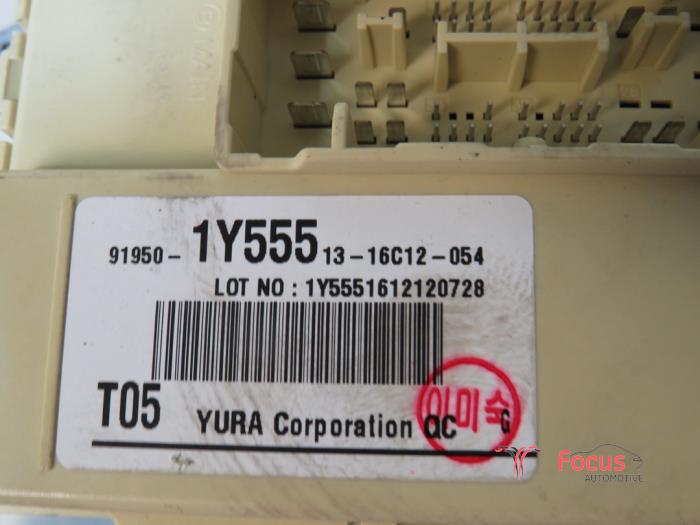 91950- 1Y555 13-16C12-054
LOT NO : 1Y5551612120728
T05 YURA Corporation QC G
이미숙
Focus
AUTOMOTIVE